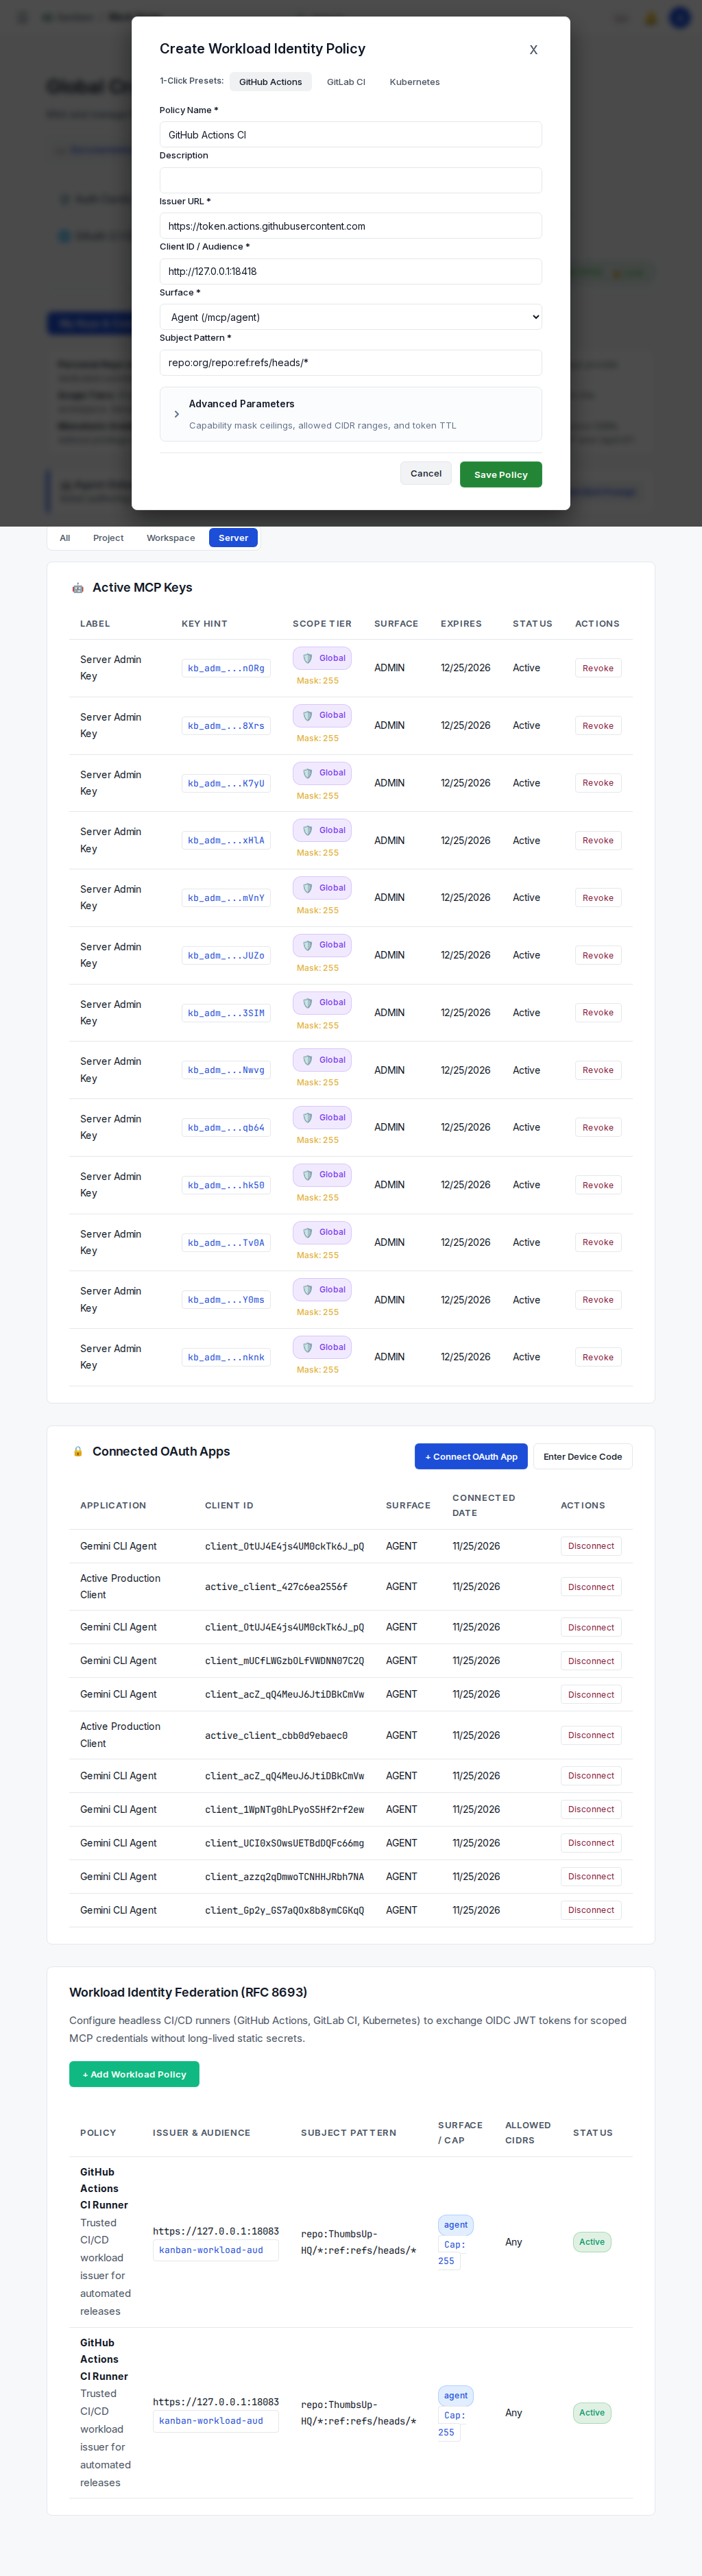 Create Workload Identity Policy
X
1-Click Presets: GitHub Actions GitLab CI Kubernetes
Policy Name *
GitHub Actions CI
Description
Issuer URL *
https://token.actions.githubusercontent.com
Client ID / Audience *
http://127.0.0.1:18418
Surface *
Agent (/mcp/agent)
Subject Pattern *
repo:org/repo:ref:refs/heads/*
Advanced Parameters
Capability mask ceilings, allowed CIDR ranges, and token TTL
Cancel Save Policy
All Project Workspace Server
Active MCP Keys
LABEL KEY HINT SCOPE TIER SURFACE EXPIRES STATUS ACTIONS
Server Admin Key kb_adm_...nORg Global Mask: 255 ADMIN 12/25/2026 Active Revoke
Server Admin Key kb_adm_...8Xrs Global Mask: 255 ADMIN 12/25/2026 Active Revoke
Server Admin Key kb_adm_...K7yU Global Mask: 255 ADMIN 12/25/2026 Active Revoke
Server Admin Key kb_adm_...xHlA Global Mask: 255 ADMIN 12/25/2026 Active Revoke
Server Admin Key kb_adm_...mVnY Global Mask: 255 ADMIN 12/25/2026 Active Revoke
Server Admin Key kb_adm_...JUZo Global Mask: 255 ADMIN 12/25/2026 Active Revoke
Server Admin Key kb_adm_...3SIM Global Mask: 255 ADMIN 12/25/2026 Active Revoke
Server Admin Key kb_adm_...Nwvg Global Mask: 255 ADMIN 12/25/2026 Active Revoke
Server Admin Key kb_adm_...qb64 Global Mask: 255 ADMIN 12/25/2026 Active Revoke
Server Admin Key kb_adm_...hk50 Global Mask: 255 ADMIN 12/25/2026 Active Revoke
Server Admin Key kb_adm_...Tv0A Global Mask: 255 ADMIN 12/25/2026 Active Revoke
Server Admin Key kb_adm_...Y0ms Global Mask: 255 ADMIN 12/25/2026 Active Revoke
Server Admin Key kb_adm_...nknk Global Mask: 255 ADMIN 12/25/2026 Active Revoke
Connected OAuth Apps
+ Connect OAuth App Enter Device Code
APPLICATION CLIENT ID SURFACE CONNECTED DATE ACTIONS
Gemini CLI Agent client_OtUJ4E4js4UM0ckTk6J_pQ AGENT 11/25/2026 Disconnect
Active Production Client active_client_427c6ea2556f AGENT 11/25/2026 Disconnect
Gemini CLI Agent client_OtUJ4E4js4UM0ckTk6J_pQ AGENT 11/25/2026 Disconnect
Gemini CLI Agent client_mUCfLWGzbOLfVWDNN07C2Q AGENT 11/25/2026 Disconnect
Gemini CLI Agent client_acZ_qQ4MeuJ6JtiDBkCmVw AGENT 11/25/2026 Disconnect
Active Production Client active_client_cbb0d9ebaec0 AGENT 11/25/2026 Disconnect
Gemini CLI Agent client_acZ_qQ4MeuJ6JtiDBkCmVw AGENT 11/25/2026 Disconnect
Gemini CLI Agent client_1WpNTg0hLPyoS5Hf2rf2ew AGENT 11/25/2026 Disconnect
Gemini CLI Agent client_UCI0xSOwsUETBdDQFc66mg AGENT 11/25/2026 Disconnect
Gemini CLI Agent client_azzq2qDmwoTCNHHJRbh7NA AGENT 11/25/2026 Disconnect
Gemini CLI Agent client_Gp2y_GS7aQOx8b8ymCGKqQ AGENT 11/25/2026 Disconnect
Workload Identity Federation (RFC 8693)
Configure headless CI/CD runners (GitHub Actions, GitLab CI, Kubernetes) to exchange OIDC JWT tokens for scoped
MCP credentials without long-lived static secrets.
+ Add Workload Policy
POLICY ISSUER & AUDIENCE SUBJECT PATTERN SURFACE / CAP ALLOWED CIDRS STATUS
GitHub
Actions
CI Runner
Trusted
CI/CD
workload
issuer for
automated
releases
https://127.0.0.1:18083
kanban-workload-aud
repo:ThumbsUp-
HQ/*:ref:refs/heads/*
agent
Cap:
255
Any
Active
GitHub
Actions
CI Runner
Trusted
CI/CD
workload
issuer for
automated
releases
https://127.0.0.1:18083
kanban-workload-aud
repo:ThumbsUp-
HQ/*:ref:refs/heads/*
agent
Cap:
255
Any
Active